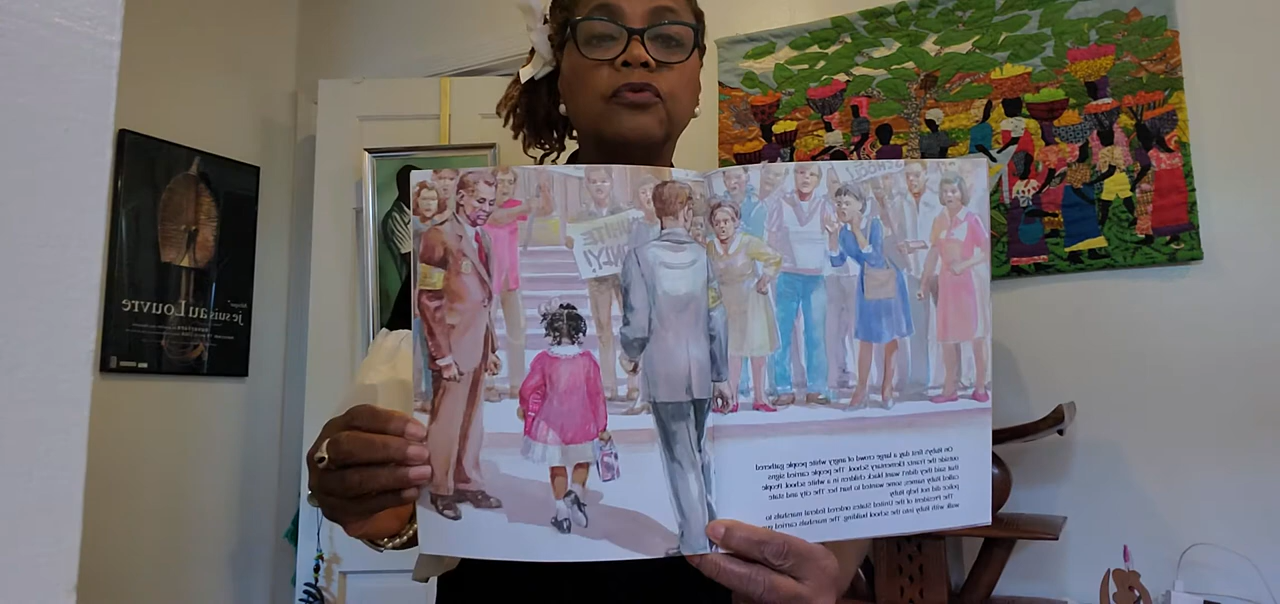 je suis au Louvre
WHITE
ONLY!
SCHOOL
On Ruby's first day a large crowd of angry white people gathered
outside the Frantz Elementary School. The people carried signs
that said they didn't want black children in a white school. People
called Ruby names; some wanted to hurt her. The city and state
police did not help Ruby.
The President of the United States ordered federal marshals to
walk with Ruby into the school building. The marshals carried